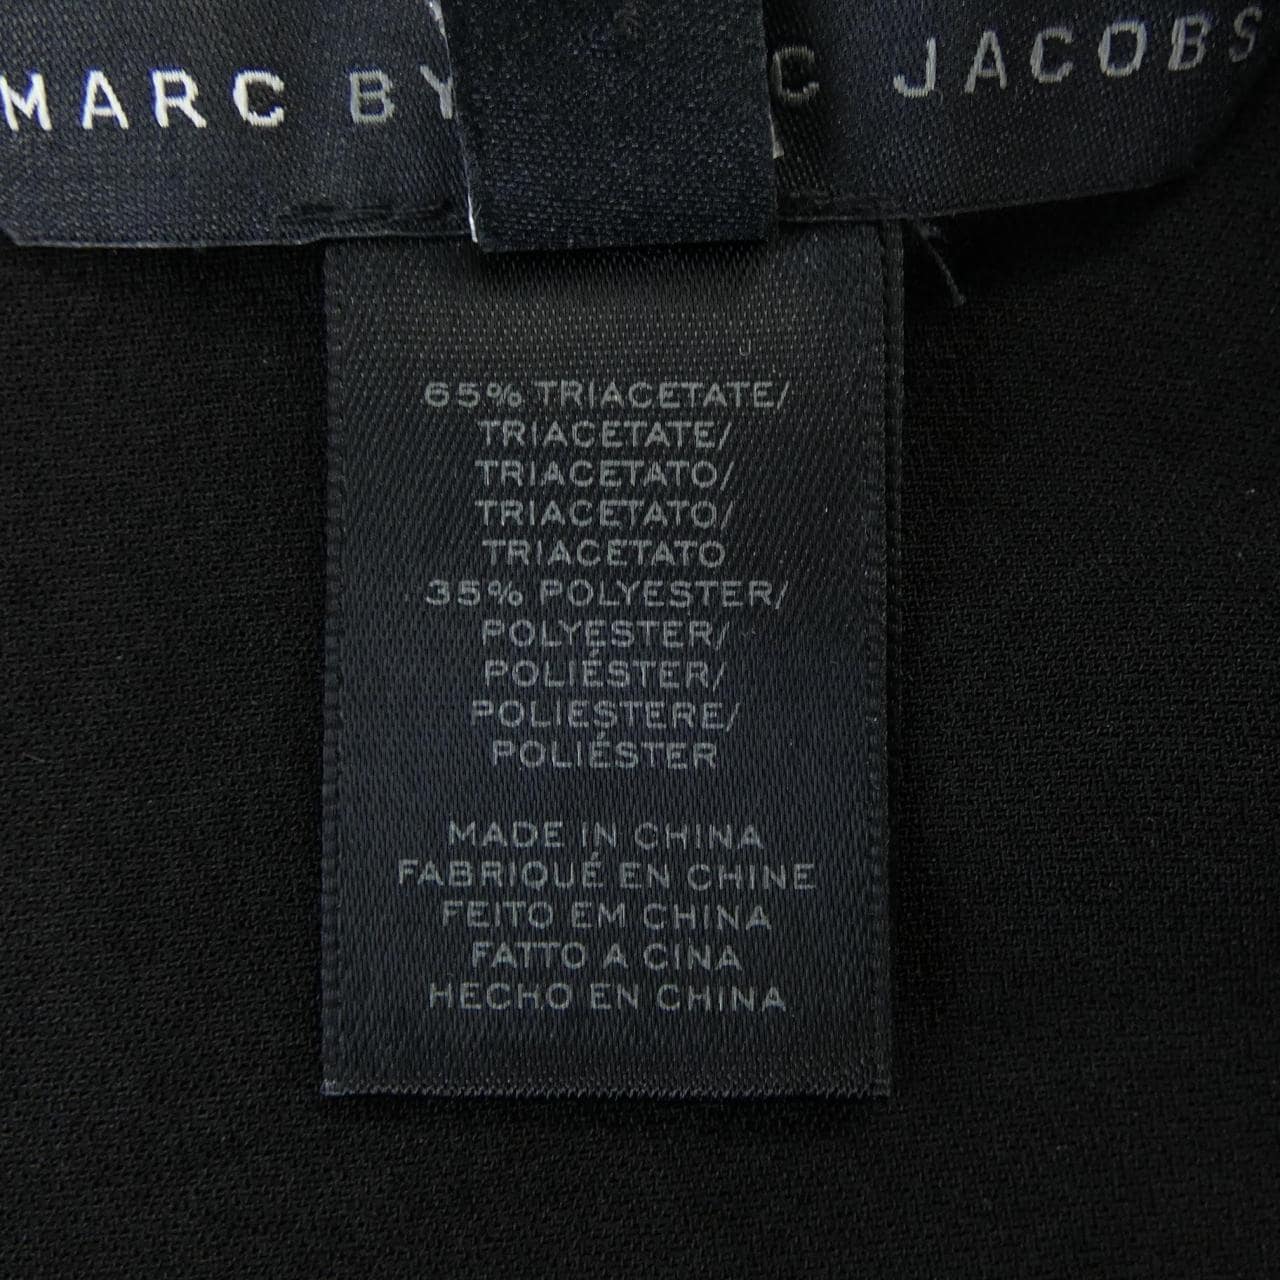 MARC BY C JACOBS
65% TRIACETATE/
TRIACETATE/
TRIACETATO/
TRIACETATO/
TRIACETATO
35% POLYESTER/
POLYESTER/
POLIÉSTER/
POLIESTERE/
POLIÉSTER
MADE IN CHINA
FABRIQUÉ EN CHINE
FEITO EM CHINA
FATTO A CINA
HECHO EN CHINA